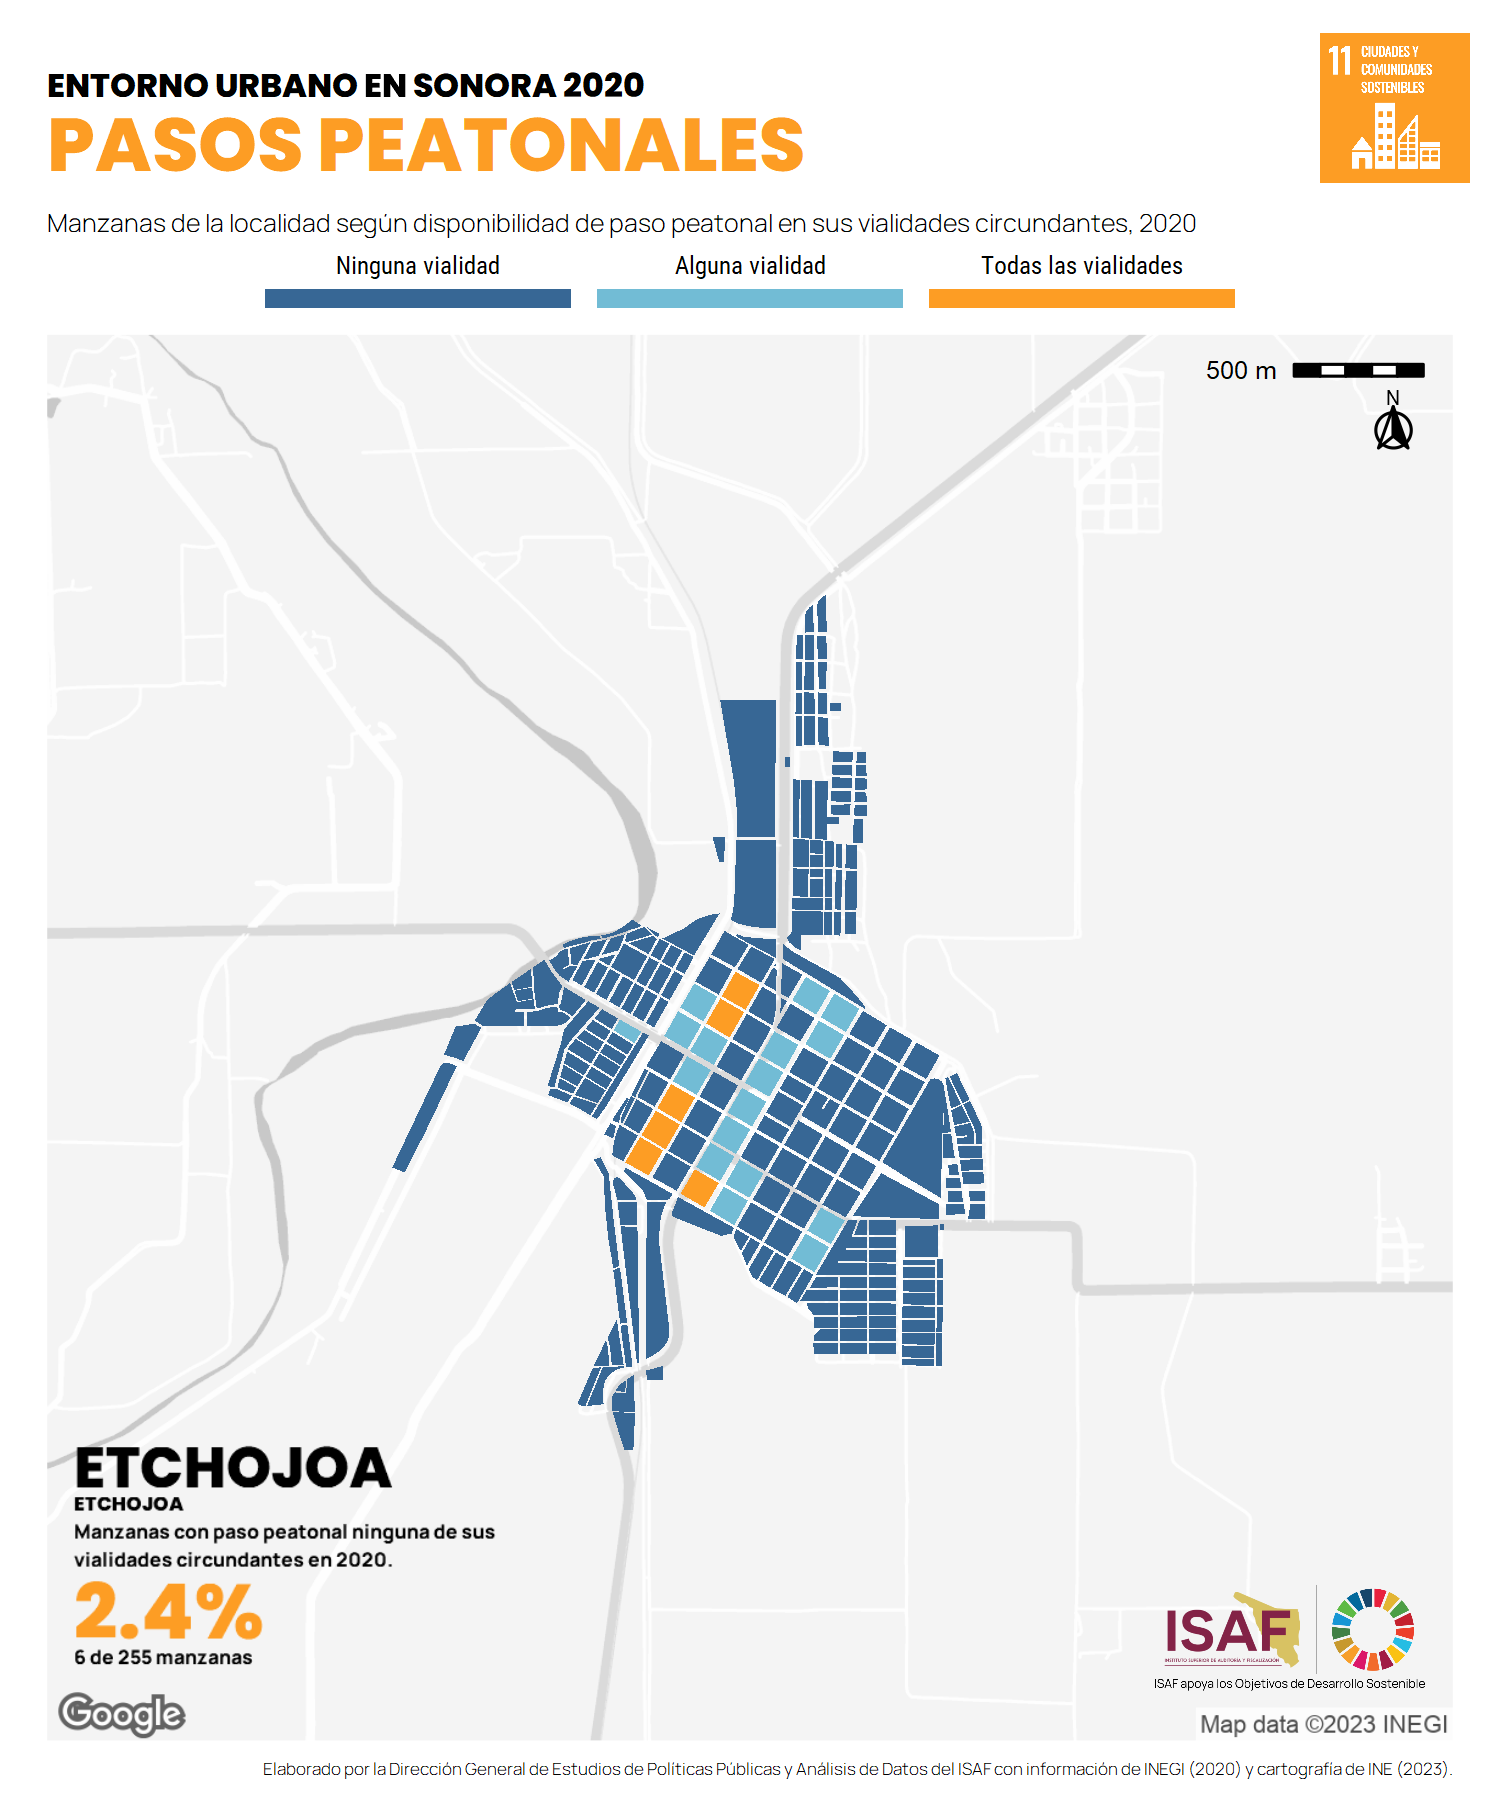 ENTORNO URBANO EN SONORA 2020
PASOS PEATONALES
11 CIUDADES Y
COMUNIDADES
SOSTENIBLES
Manzanas de la localidad según disponibilidad de paso peatonal en sus vialidades circundantes, 2020
Ninguna vialidad Alguna vialidad Todas las vialidades
500 m
N
ETCHOJOA
ETCHOJOA
Manzanas con paso peatonal ninguna de sus
vialidades circundantes en 2020.
2.4%
6 de 255 manzanas
ISAF
INSTITUTO SUPERIOR DE AUDITORÍA Y FISCALIZACIÓN
ISAF apoya los Objetivos de Desarrollo Sostenible
Google
Map data ©2023 INEGI
Elaborado por la Dirección General de Estudios de Políticas Públicas y Análisis de Datos del ISAF con información de INEGI (2020) y cartografía de INE (2023).